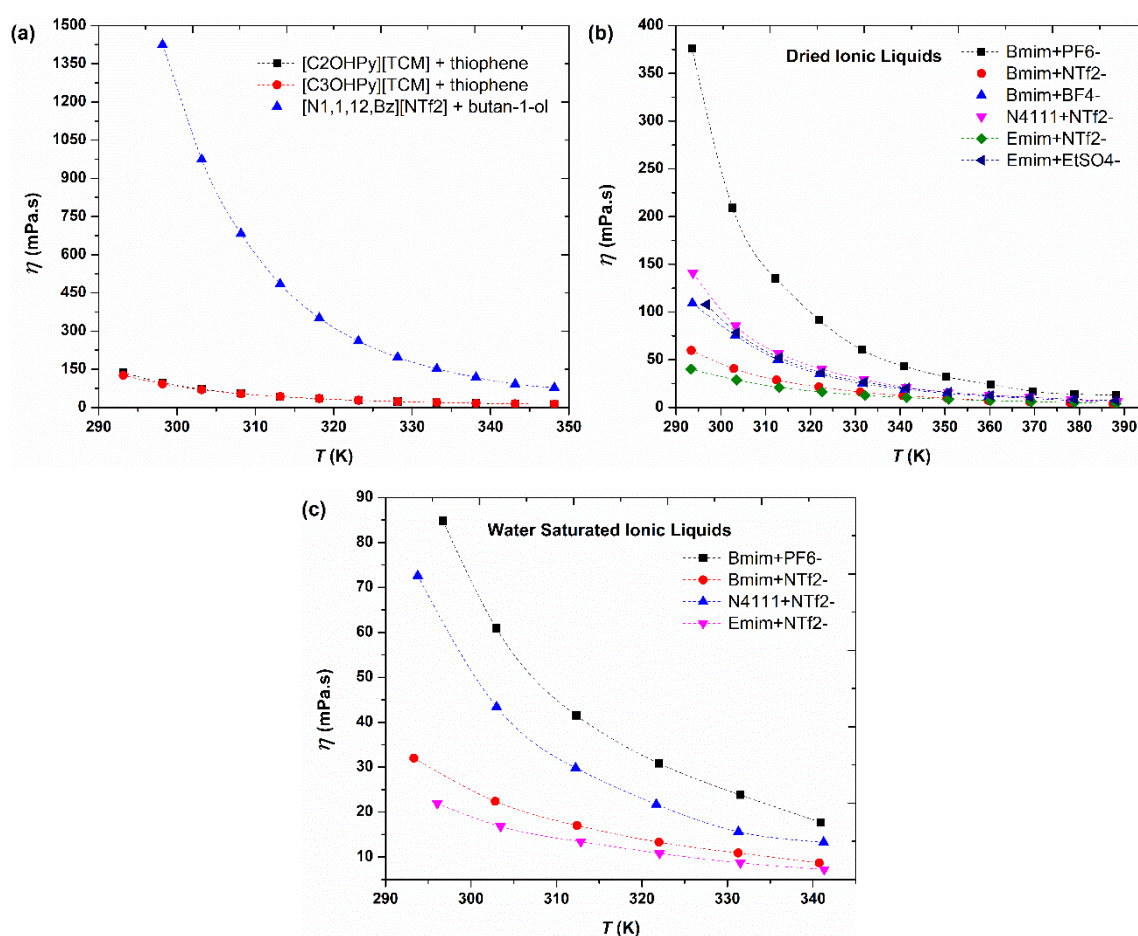 (a)
1500
1350
1200
1050
900
750
600
450
300
150
0
η (mPa.s)
[C2OHPy][TCM] + thiophene
[C3OHPy][TCM] + thiophene
[N1,1,12,Bz][NTf2] + butan-1-ol
290 300 310 320 330 340 350
T (K)
(b)
400
350
300
250
200
150
100
50
0
η (mPa.s)
Dried Ionic Liquids
Bmim+PF6-
Bmim+NTf2-
Bmim+BF4-
N4111+NTf2-
Emim+NTf2-
Emim+EtSO4-
290 300 310 320 330 340 350 360 370 380 390
T (K)
(c)
90
80
70
60
50
40
30
20
10
η (mPa.s)
Water Saturated Ionic Liquids
Bmim+PF6-
Bmim+NTf2-
N4111+NTf2-
Emim+NTf2-
290 300 310 320 330 340
T (K)